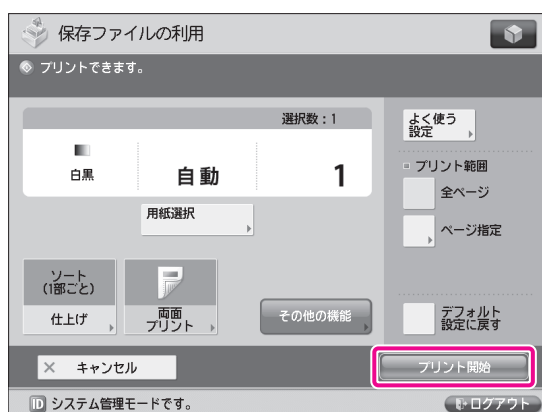 保存ファイルの利用
プリントできます。
選択数：1
よく使う
設定
白黒
自動
1
プリント範囲
全ページ
用紙選択
ページ指定
ソート
(1部ごと)
仕上げ
両面
プリント
その他の機能
デフォルト
設定に戻す
× キャンセル
プリント開始
ID システム管理モードです。
ログアウト